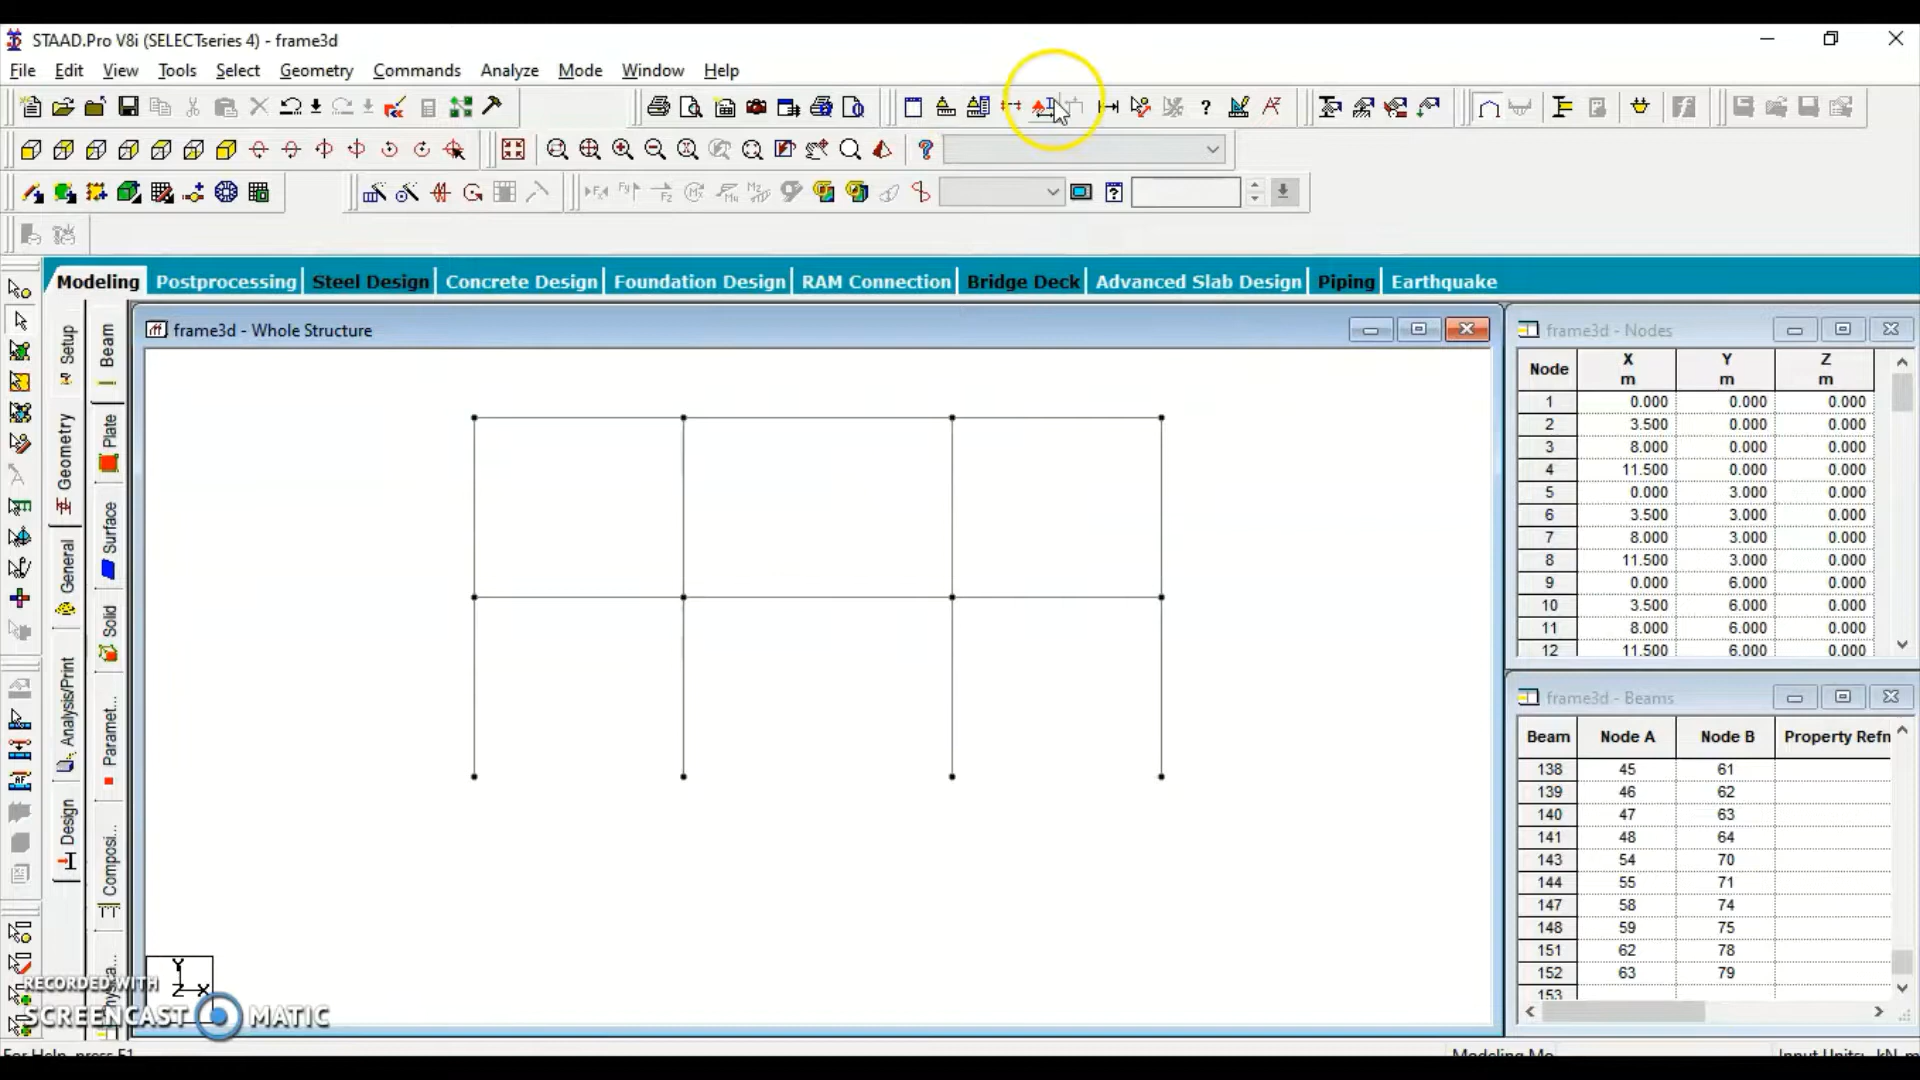 STAAD.Pro V8i (SELECTseries 4) - frame3d
File Edit View Tools Select Geometry Commands Analyze Mode Window Help
Modeling Postprocessing Steel Design Concrete Design Foundation Design RAM Connection Bridge Deck Advanced Slab Design Piping Earthquake
Setup
Geometry
General
Analysis/Print
Design
Beam
Plate
Surface
Solid
Paramet...
Composi...
frame3d - Whole Structure
Y
Z X
RECORDED WITH
SCREENCAST MATIC
frame3d - Nodes
Node X m Y m Z m
1 0.000 0.000 0.000
2 3.500 0.000 0.000
3 8.000 0.000 0.000
4 11.500 0.000 0.000
5 0.000 3.000 0.000
6 3.500 3.000 0.000
7 8.000 3.000 0.000
8 11.500 3.000 0.000
9 0.000 6.000 0.000
10 3.500 6.000 0.000
11 8.000 6.000 0.000
12 11.500 6.000 0.000
frame3d - Beams
Beam Node A Node B Property Refn
138 45 61
139 46 62
140 47 63
141 48 64
143 54 70
144 55 71
147 58 74
148 59 75
151 62 78
152 63 79
153
For Help, press F1
Modeling Mo
Input Units: kN-m